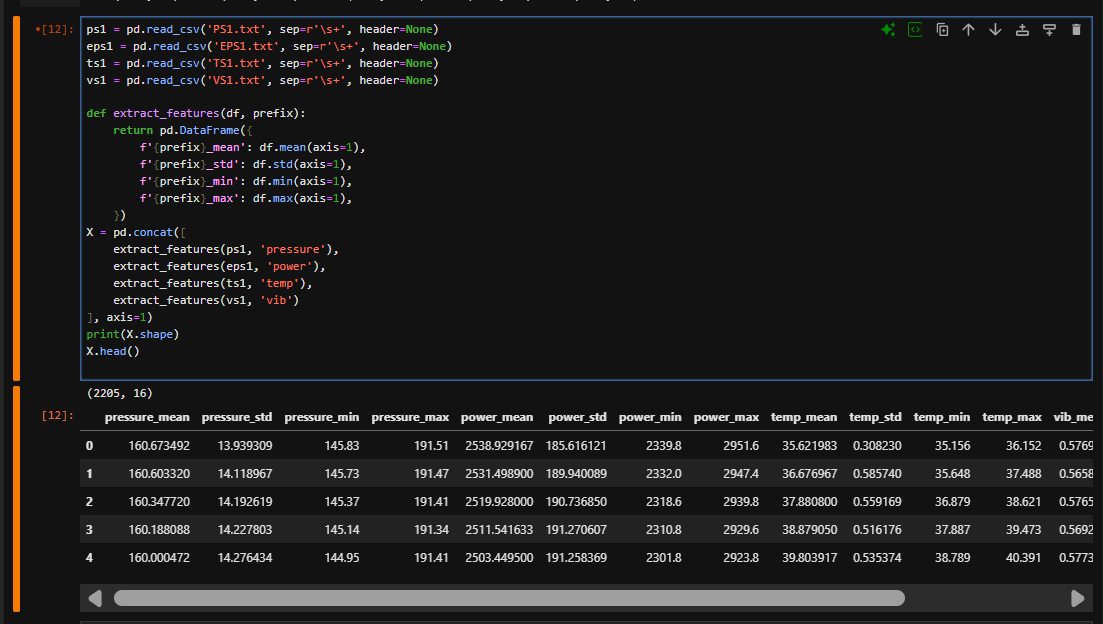 [12]:
ps1 = pd.read_csv('PS1.txt', sep=r'\s+', header=None)
eps1 = pd.read_csv('EPS1.txt', sep=r'\s+', header=None)
ts1 = pd.read_csv('TS1.txt', sep=r'\s+', header=None)
vs1 = pd.read_csv('VS1.txt', sep=r'\s+', header=None)

def extract_features(df, prefix):
    return pd.DataFrame({
        f'{prefix}_mean': df.mean(axis=1),
        f'{prefix}_std': df.std(axis=1),
        f'{prefix}_min': df.min(axis=1),
        f'{prefix}_max': df.max(axis=1),
    })
X = pd.concat([
    extract_features(ps1, 'pressure'),
    extract_features(eps1, 'power'),
    extract_features(ts1, 'temp'),
    extract_features(vs1, 'vib')
], axis=1)
print(X.shape)
X.head()
(2205, 16)
[12]:
pressure_mean pressure_std pressure_min pressure_max power_mean power_std power_min power_max temp_mean temp_std temp_min temp_max vib_me
0 160.673492 13.939309 145.83 191.51 2538.929167 185.616121 2339.8 2951.6 35.621983 0.308230 35.156 36.152 0.5769
1 160.603320 14.118967 145.73 191.47 2531.498900 189.940089 2332.0 2947.4 36.676967 0.585740 35.648 37.488 0.5658
2 160.347720 14.192619 145.37 191.41 2519.928000 190.736850 2318.6 2939.8 37.880800 0.559169 36.879 38.621 0.5765
3 160.188088 14.227803 145.14 191.34 2511.541633 191.270607 2310.8 2929.6 38.879050 0.516176 37.887 39.473 0.5692
4 160.000472 14.276434 144.95 191.41 2503.449500 191.258369 2301.8 2923.8 39.803917 0.535374 38.789 40.391 0.5773